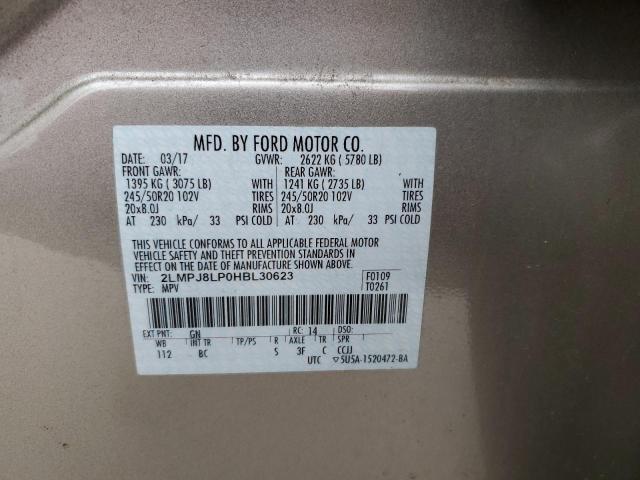 MFD. BY FORD MOTOR CO.
DATE: 03/17 GVWR: 2622 KG ( 5780 LB)
FRONT GAWR: REAR GAWR:
1395 KG ( 3075 LB) WITH 1241 KG ( 2735 LB) WITH
245/50R20 102V TIRES 245/50R20 102V TIRES
20x8.0J RIMS 20x8.0J RIMS
AT 230 kPa/ 33 PSI COLD AT 230 kPa/ 33 PSI COLD
THIS VEHICLE CONFORMS TO ALL APPLICABLE FEDERAL MOTOR
VEHICLE SAFETY AND THEFT PREVENTION STANDARDS IN
EFFECT ON THE DATE OF MANUFACTURE SHOWN ABOVE.
VIN: 2LMPJ8LP0HBL30623 F0109
TYPE: MPV T0261
EXT PNT: GN RC: 14 DSO:
WB INT TR TP/PS R AXLE TR SPR
112 BC S 3F C CCJJ
UTC ▽5U5A-1520472-BA